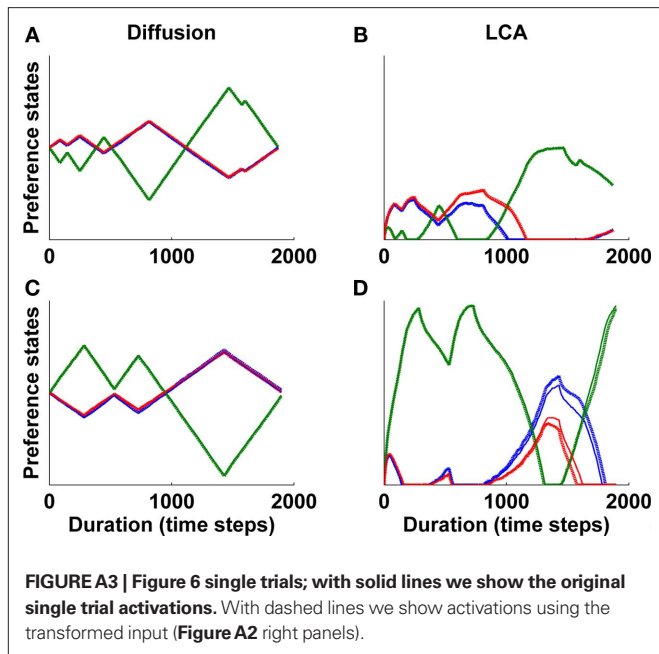 A Diffusion B LCA
Preference states
0 1000 2000 0 1000 2000
C D
Preference states
0 1000 2000 0 1000 2000
Duration (time steps) Duration (time steps)
FIGURE A3 | Figure 6 single trials; with solid lines we show the original
single trial activations. With dashed lines we show activations using the
transformed input (Figure A2 right panels).